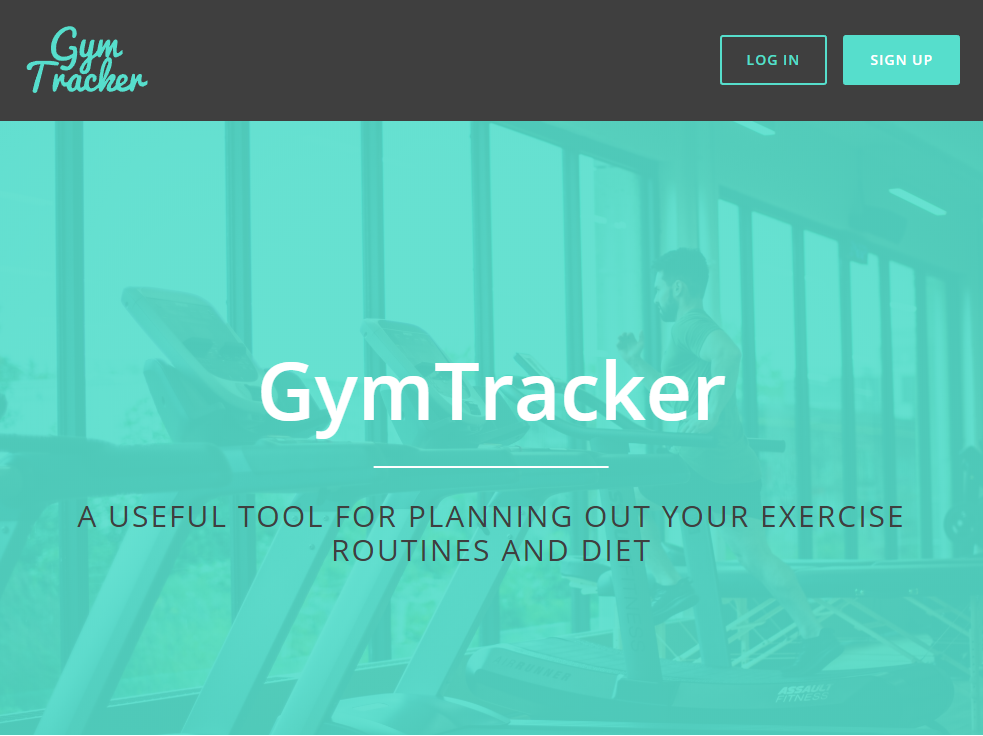 Gym
Tracker
LOG IN
SIGN UP
GymTracker
A USEFUL TOOL FOR PLANNING OUT YOUR EXERCISE
ROUTINES AND DIET
ASSAULT
FITNESS